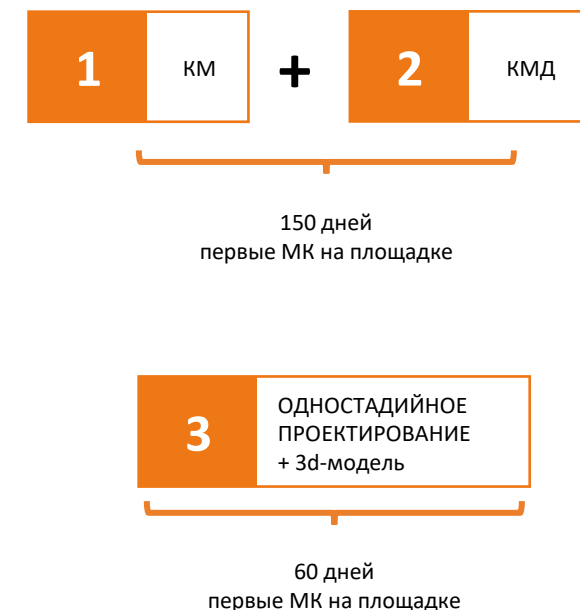 1 КМ + 2 КМД
150 дней
первые МК на площадке
3
ОДНОСТАДИЙНОЕ
ПРОЕКТИРОВАНИЕ
+ 3d-модель
60 дней
первые МК на площадке